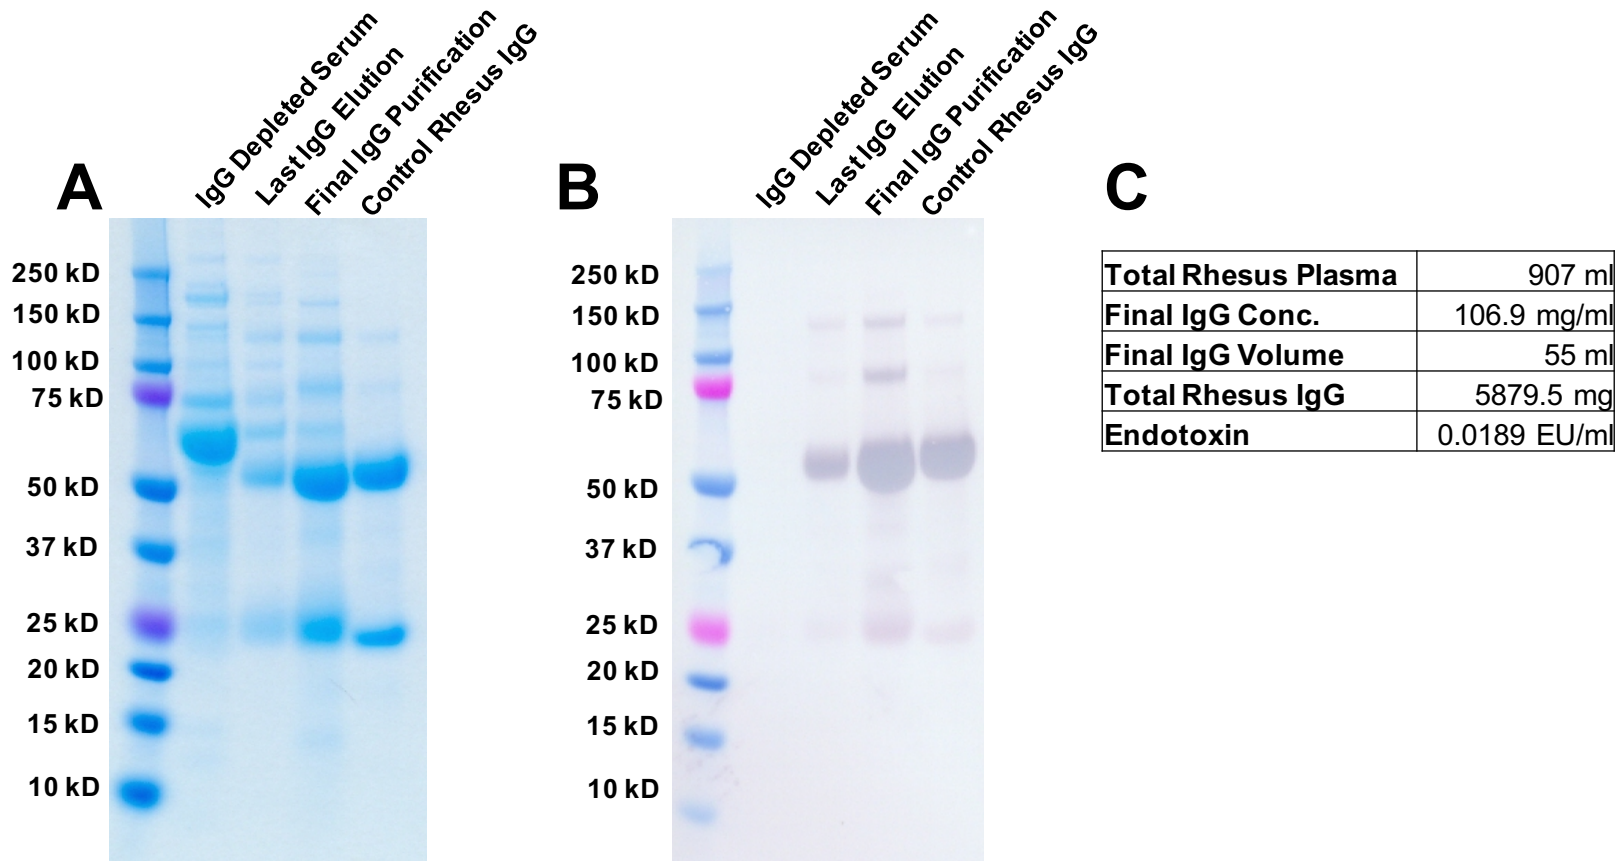 A
IgG Depleted Serum
Last IgG Elution
Final IgG Purification
Control Rhesus IgG
250 kD
150 kD
100 kD
75 kD
50 kD
37 kD
25 kD
20 kD
15 kD
10 kD
B
IgG Depleted Serum
Last IgG Elution
Final IgG Purification
Control Rhesus IgG
250 kD
150 kD
100 kD
75 kD
50 kD
37 kD
25 kD
20 kD
15 kD
10 kD
C
Total Rhesus Plasma 907 ml
Final IgG Conc. 106.9 mg/ml
Final IgG Volume 55 ml
Total Rhesus IgG 5879.5 mg
Endotoxin 0.0189 EU/ml